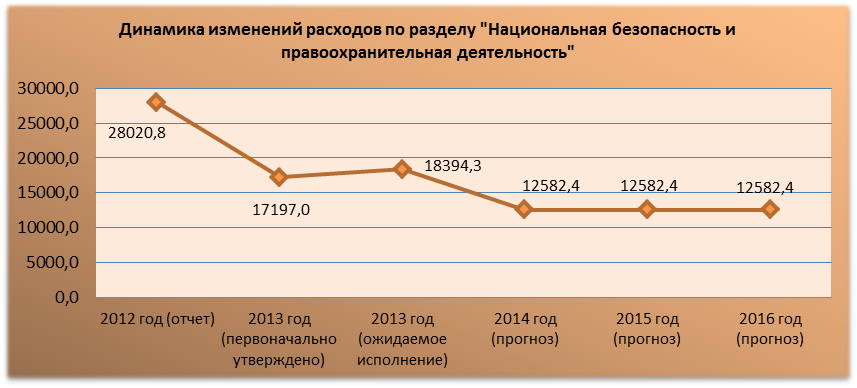 Динамика изменений расходов по разделу "Национальная безопасность и
правоохранительная деятельность"
30000,0
25000,0
20000,0
15000,0
10000,0
5000,0
0,0
28020,8
17197,0
18394,3
12582,4
12582,4
12582,4
2012 год (отчет)
2013 год
(первоначально
утверждено)
2013 год
(ожидаемое
исполнение)
2014 год
(прогноз)
2015 год
(прогноз)
2016 год
(прогноз)